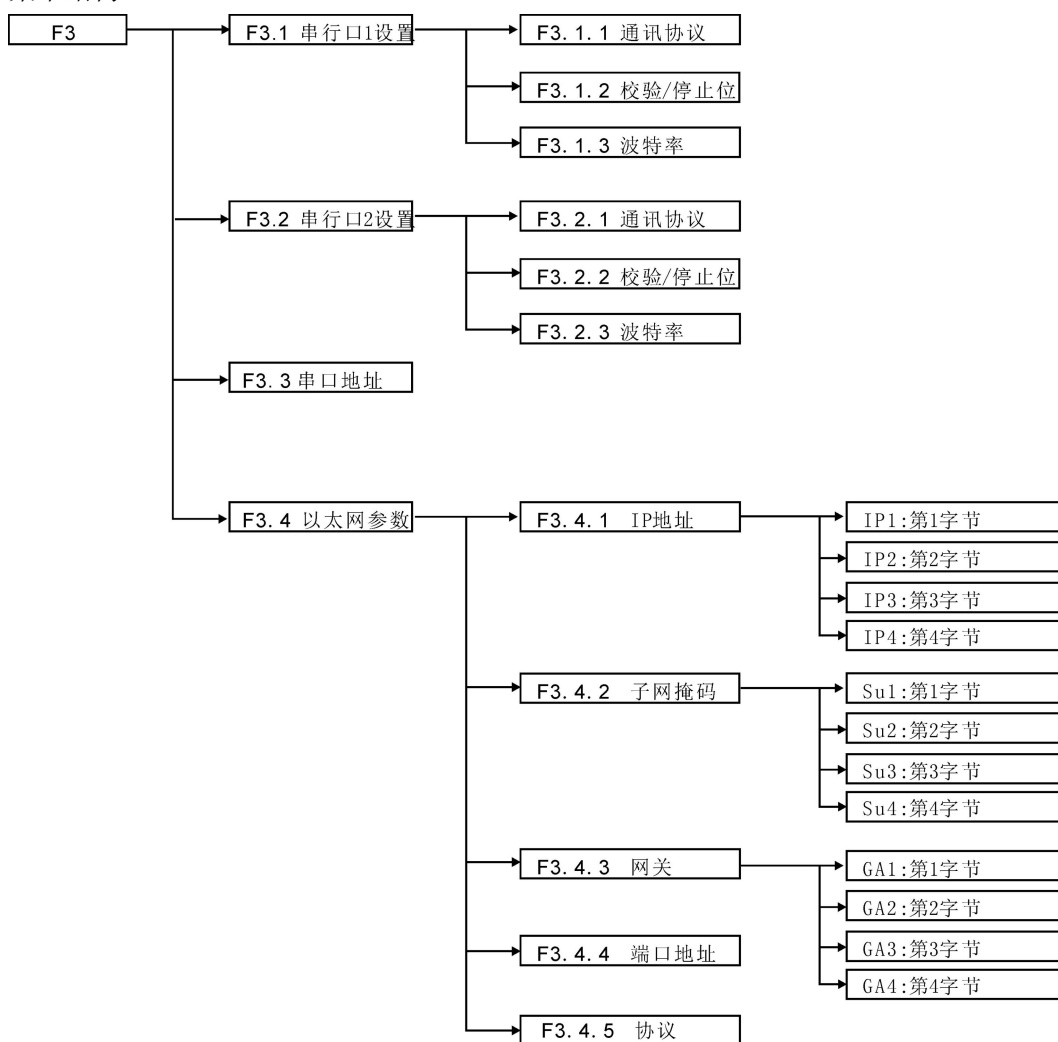 F3
F3.1 串行口1设置
F3.1.1 通讯协议
F3.1.2 校验/停止位
F3.1.3 波特率
F3.2 串行口2设置
F3.2.1 通讯协议
F3.2.2 校验/停止位
F3.2.3 波特率
F3.3 串口地址
F3.4 以太网参数
F3.4.1 IP地址
IP1:第1字节
IP2:第2字节
IP3:第3字节
IP4:第4字节
F3.4.2 子网掩码
Su1:第1字节
Su2:第2字节
Su3:第3字节
Su4:第4字节
F3.4.3 网关
GA1:第1字节
GA2:第2字节
GA3:第3字节
GA4:第4字节
F3.4.4 端口地址
F3.4.5 协议